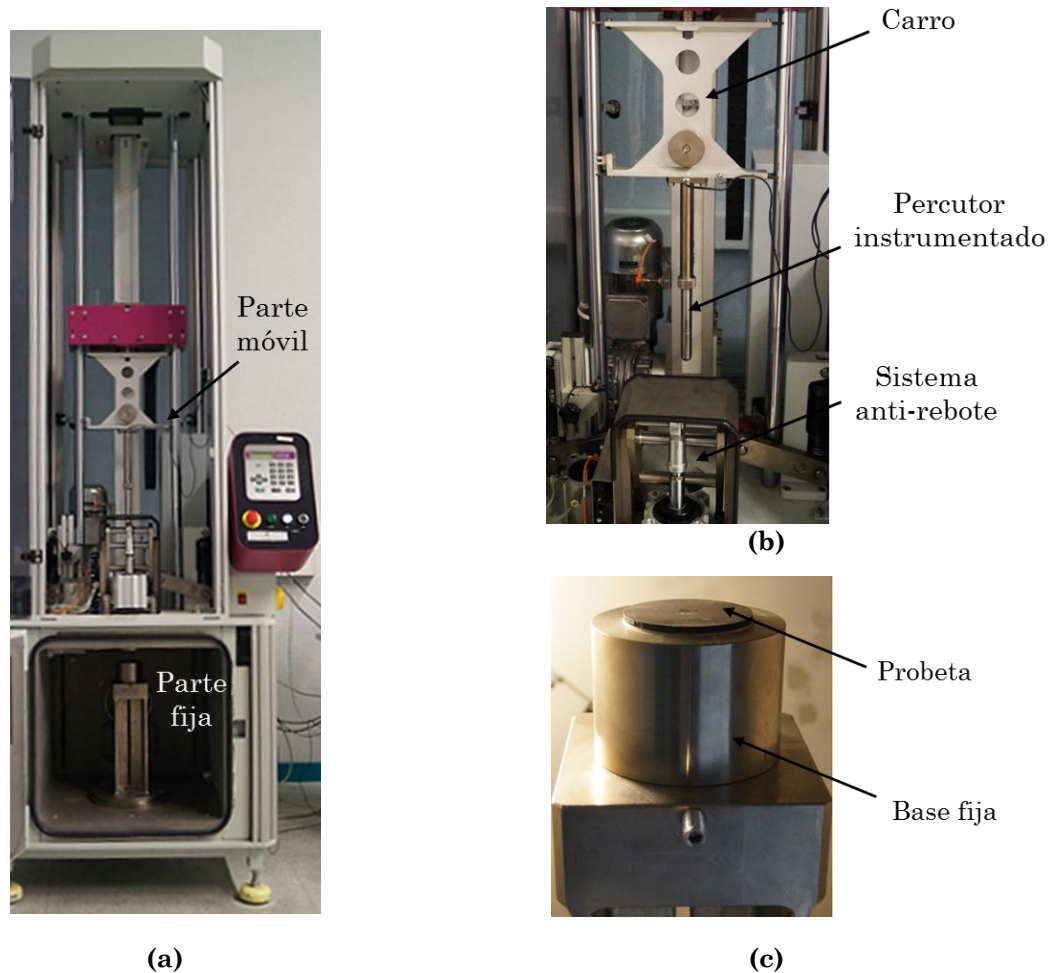 Parte
móvil
Parte
fija
(a)
Carro
Percutor
instrumentado
Sistema
anti-rebote
(b)
Probeta
Base fija
(c)